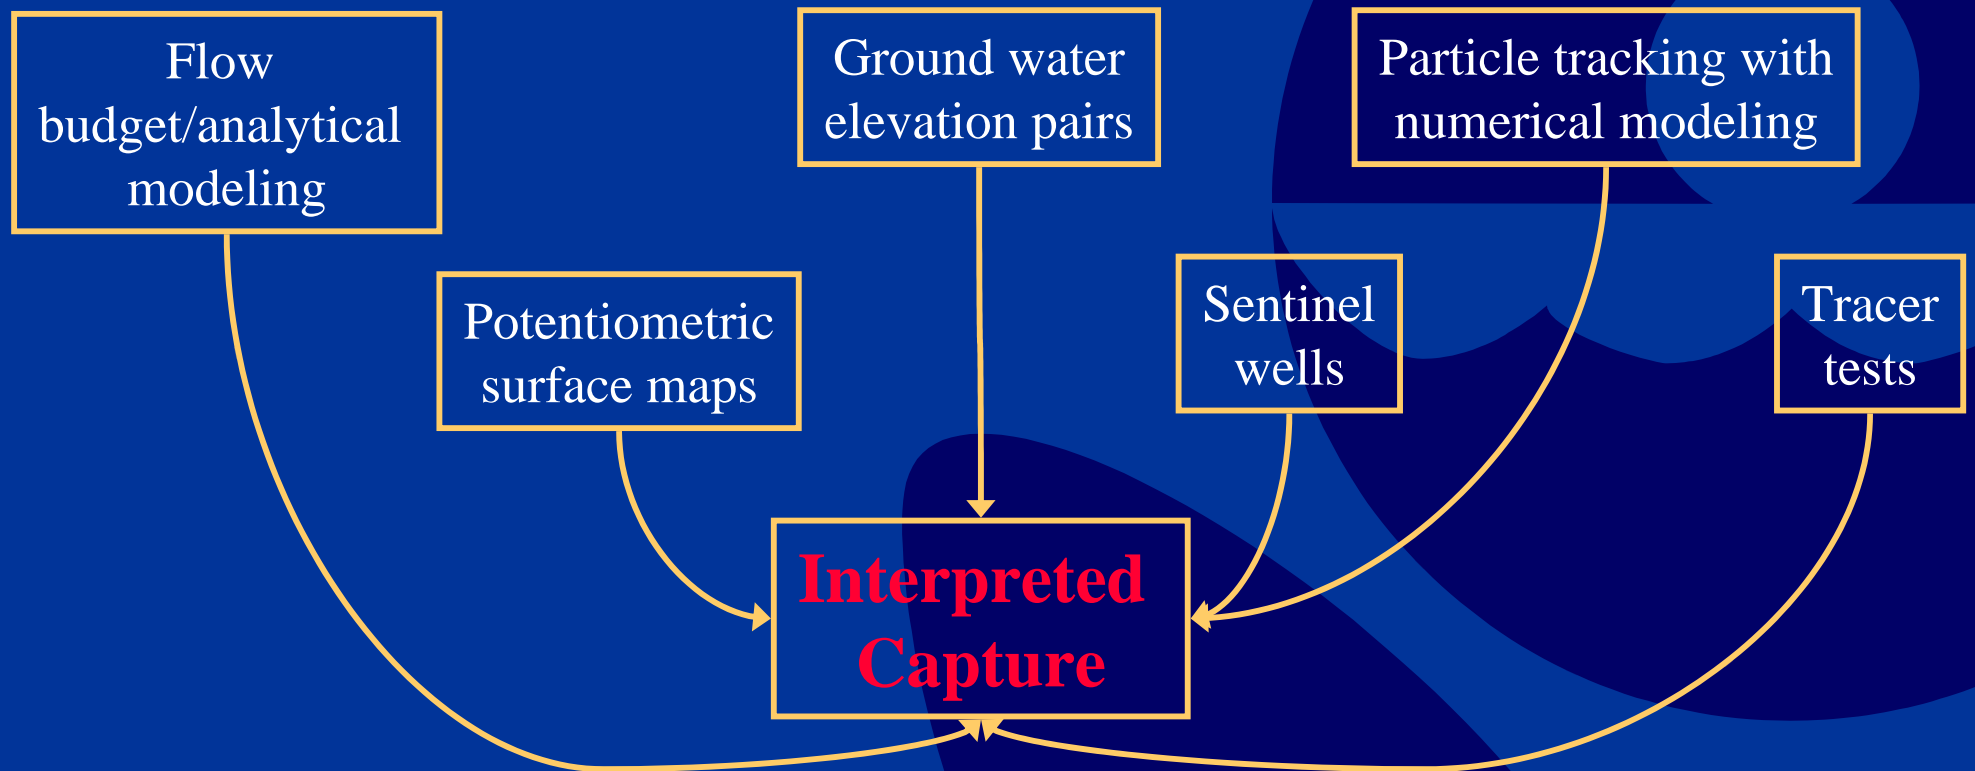 Flow
budget/analytical
modeling
Ground water
elevation pairs
Particle tracking with
numerical modeling
Potentiometric
surface maps
Sentinel
wells
Tracer
tests
Interpreted
Capture